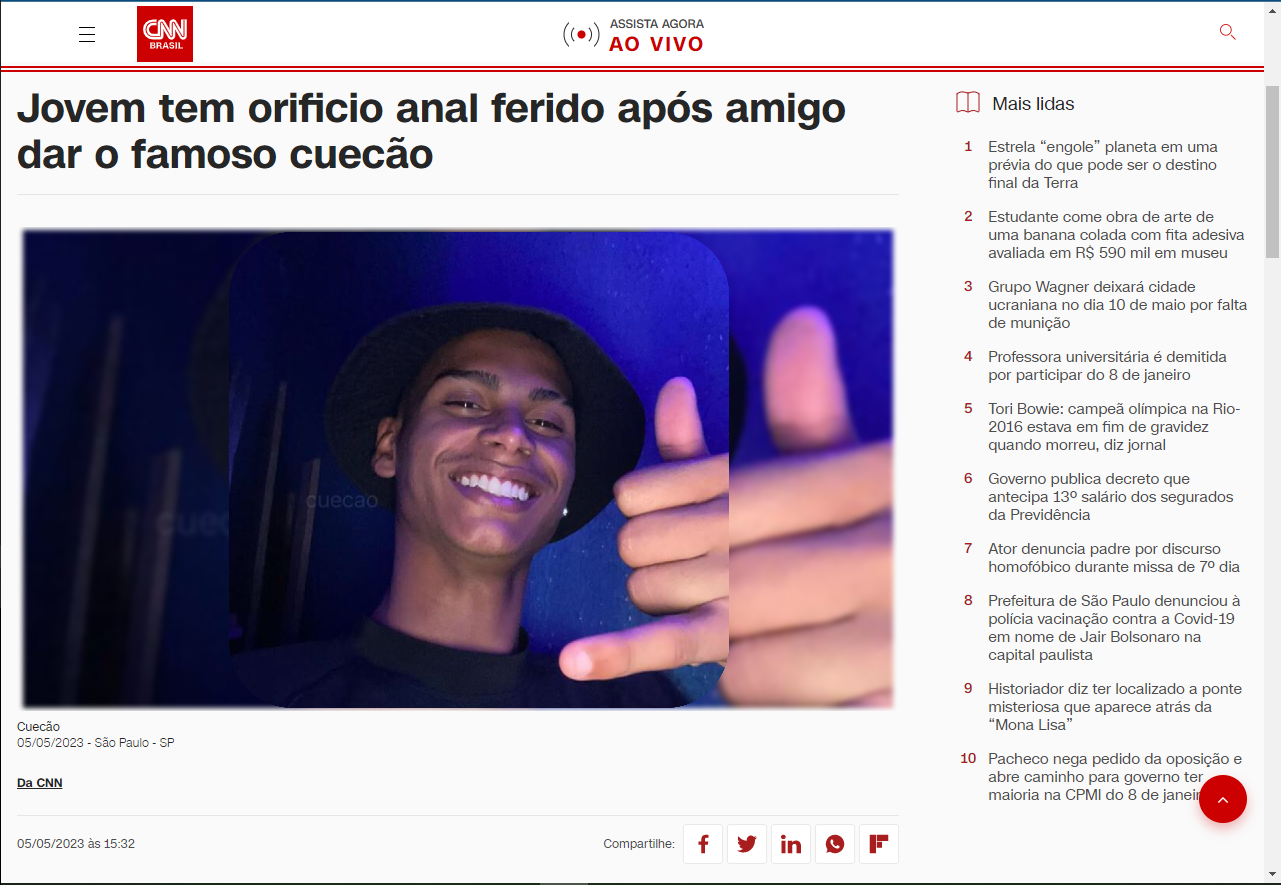 CNN
BRASIL
ASSISTA AGORA
AO VIVO
Jovem tem orificio anal ferido após amigo
dar o famoso cuecão
cuecao
Cuecão
05/05/2023 - São Paulo - SP
Da CNN
05/05/2023 às 15:32
Compartilhe:
Mais lidas
1 Estrela “engole” planeta em uma
prévia do que pode ser o destino
final da Terra
2 Estudante come obra de arte de
uma banana colada com fita adesiva
avaliada em R$ 590 mil em museu
3 Grupo Wagner deixará cidade
ucraniana no dia 10 de maio por falta
de munição
4 Professora universitária é demitida
por participar do 8 de janeiro
5 Tori Bowie: campeã olímpica na Rio-
2016 estava em fim de gravidez
quando morreu, diz jornal
6 Governo publica decreto que
antecipa 13º salário dos segurados
da Previdência
7 Ator denuncia padre por discurso
homofóbico durante missa de 7º dia
8 Prefeitura de São Paulo denunciou à
polícia vacinação contra a Covid-19
em nome de Jair Bolsonaro na
capital paulista
9 Historiador diz ter localizado a ponte
misteriosa que aparece atrás da
“Mona Lisa”
10 Pacheco nega pedido da oposição e
abre caminho para governo ter
maioria na CPMI do 8 de janeir